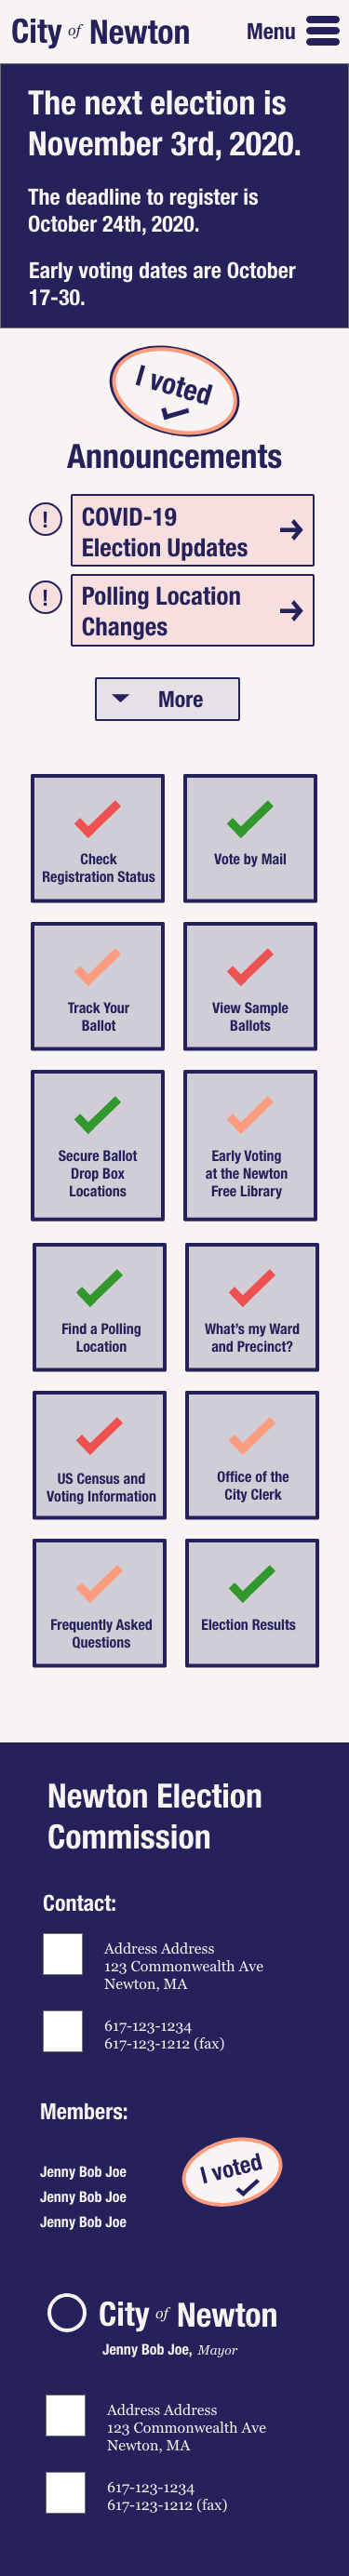 City of Newton
Menu
The next election is
November 3rd, 2020.
The deadline to register is
October 24th, 2020.
Early voting dates are October
17-30.
I voted
Announcements
!
COVID-19
Election Updates
!
Polling Location
Changes
More
Check
Registration Status
Vote by Mail
Track Your
Ballot
View Sample
Ballots
Secure Ballot
Drop Box
Locations
Early Voting
at the Newton
Free Library
Find a Polling
Location
What's my Ward
and Precinct?
US Census and
Voting Information
Office of the
City Clerk
Frequently Asked
Questions
Election Results
Newton Election
Commission
Contact:
Address Address
123 Commonwealth Ave
Newton, MA
617-123-1234
617-123-1212 (fax)
Members:
Jenny Bob Joe
Jenny Bob Joe
Jenny Bob Joe
I voted
City of Newton
Jenny Bob Joe, Mayor
Address Address
123 Commonwealth Ave
Newton, MA
617-123-1234
617-123-1212 (fax)